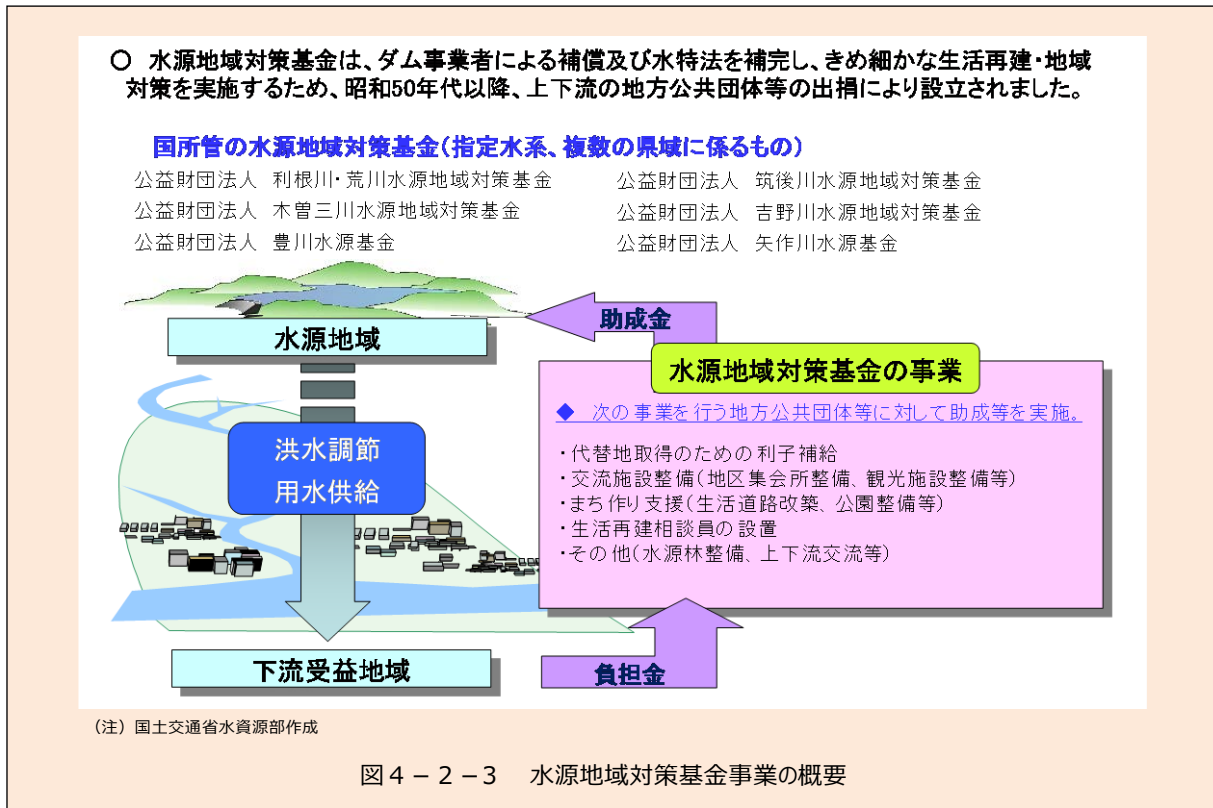 ○ 水源地域対策基金は、ダム事業者による補償及び水特法を補完し、きめ細かな生活再建・地域
対策を実施するため、昭和50年代以降、上下流の地方公共団体等の出捐により設立されました。
国所管の水源地域対策基金(指定水系、複数の県域に係るもの)
公益財団法人 利根川・荒川水源地域対策基金
公益財団法人 木曽三川水源地域対策基金
公益財団法人 豊川水源基金
公益財団法人 筑後川水源地域対策基金
公益財団法人 吉野川水源地域対策基金
公益財団法人 矢作川水源基金
助成金
水源地域
水源地域対策基金の事業
◆ 次の事業を行う地方公共団体等に対して助成等を実施。
・代替地取得のための利子補給
・交流施設整備(地区集会所整備、観光施設整備等)
・まち作り支援(生活道路改築、公園整備等)
・生活再建相談員の設置
・その他(水源林整備、上下流交流等)
洪水調節
用水供給
下流受益地域
負担金
(注)国土交通省水資源部作成
図4-2-3 水源地域対策基金事業の概要